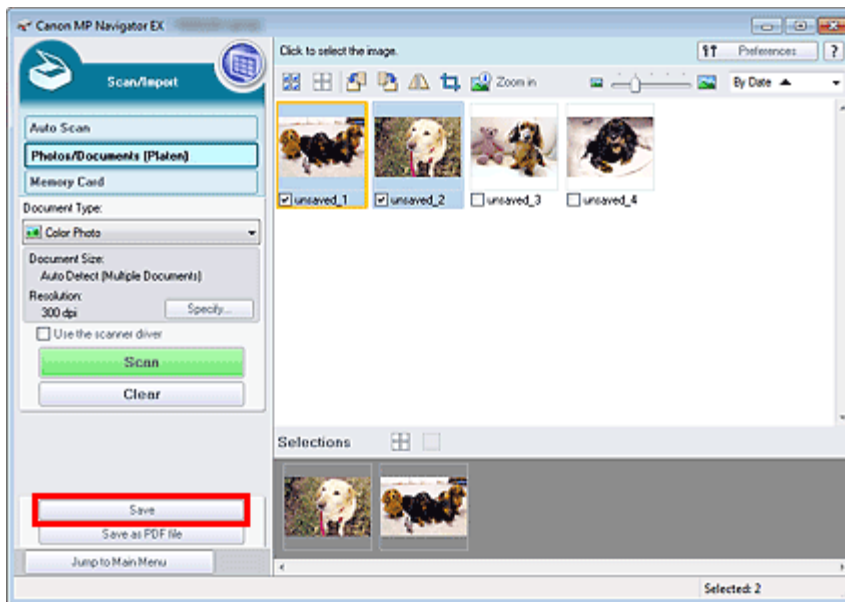 Canon MP Navigator EX
Scan/Import
Click to select the image.
Preferences
?
Zoom in
By Date
Auto Scan
Photos/Documents (Platen)
Memory Card
Document Type:
Color Photo
Document Size:
Auto Detect (Multiple Documents)
Resolution:
300 dpi
Specify...
Use the scanner driver
Scan
Clear
unsaved_1
unsaved_2
unsaved_3
unsaved_4
Selections
Save
Save as PDF file
Jump to Main Menu
Selected: 2